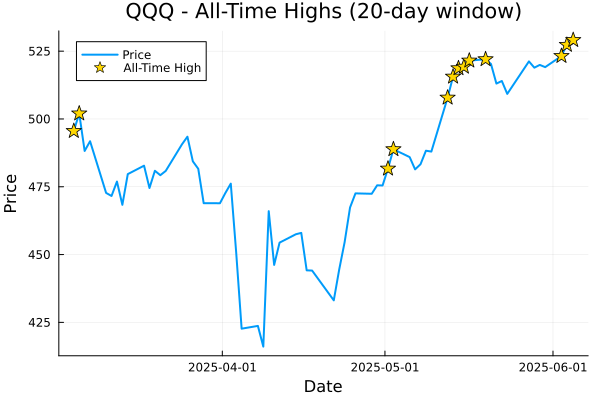 QQQ - All-Time Highs (20-day window)
Price
All-Time High
525
500
475
450
425
Price
2025-04-01
2025-05-01
2025-06-01
Date